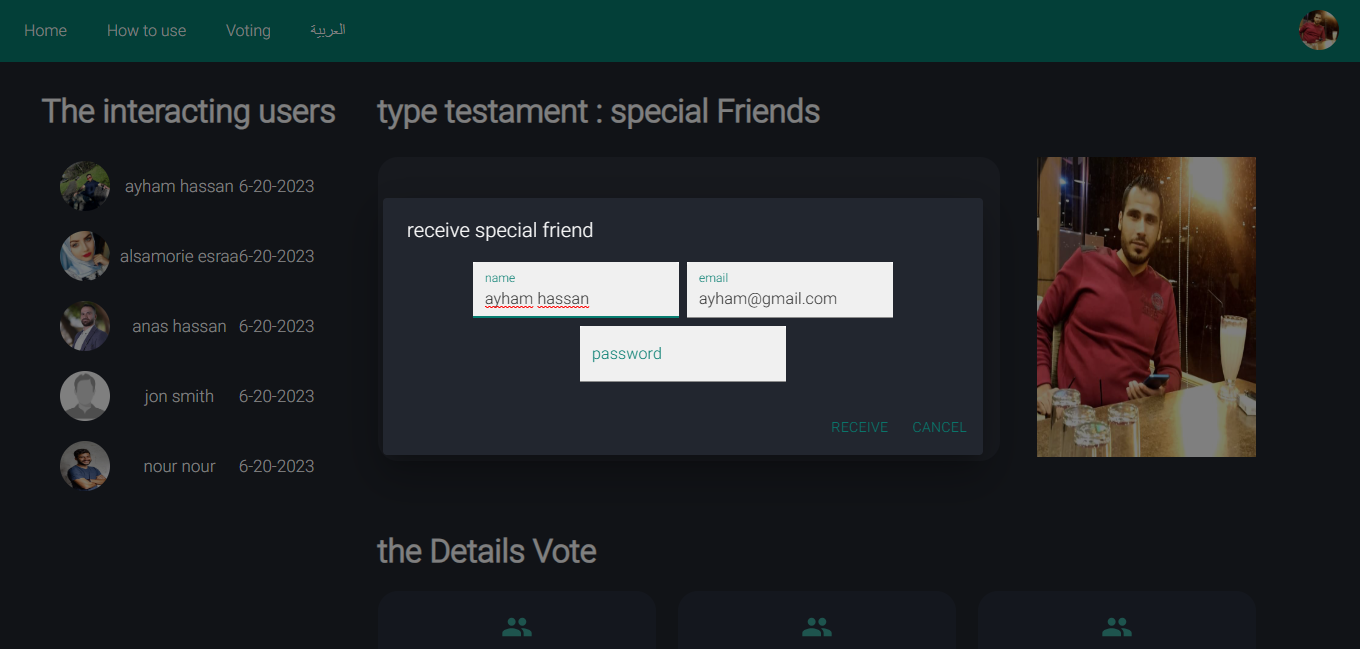 Home How to use Voting العربية
The interacting users
ayham hassan 6-20-2023
alsamorie esraa6-20-2023
anas hassan 6-20-2023
jon smith 6-20-2023
nour nour 6-20-2023
type testament : special Friends
receive special friend
name
ayham hassan
email
ayham@gmail.com
password
RECEIVE CANCEL
the Details Vote